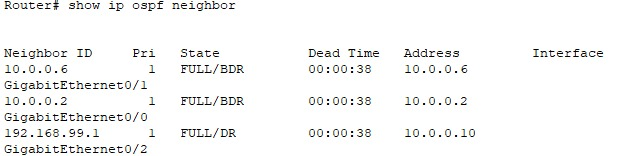 Router# show ip ospf neighbor
Neighbor ID     Pri   State           Dead Time   Address         Interface
10.0.0.6          1   FULL/BDR        00:00:38    10.0.0.6
GigabitEthernet0/1
10.0.0.2          1   FULL/BDR        00:00:38    10.0.0.2
GigabitEthernet0/0
192.168.99.1      1   FULL/DR         00:00:38    10.0.0.10
GigabitEthernet0/2